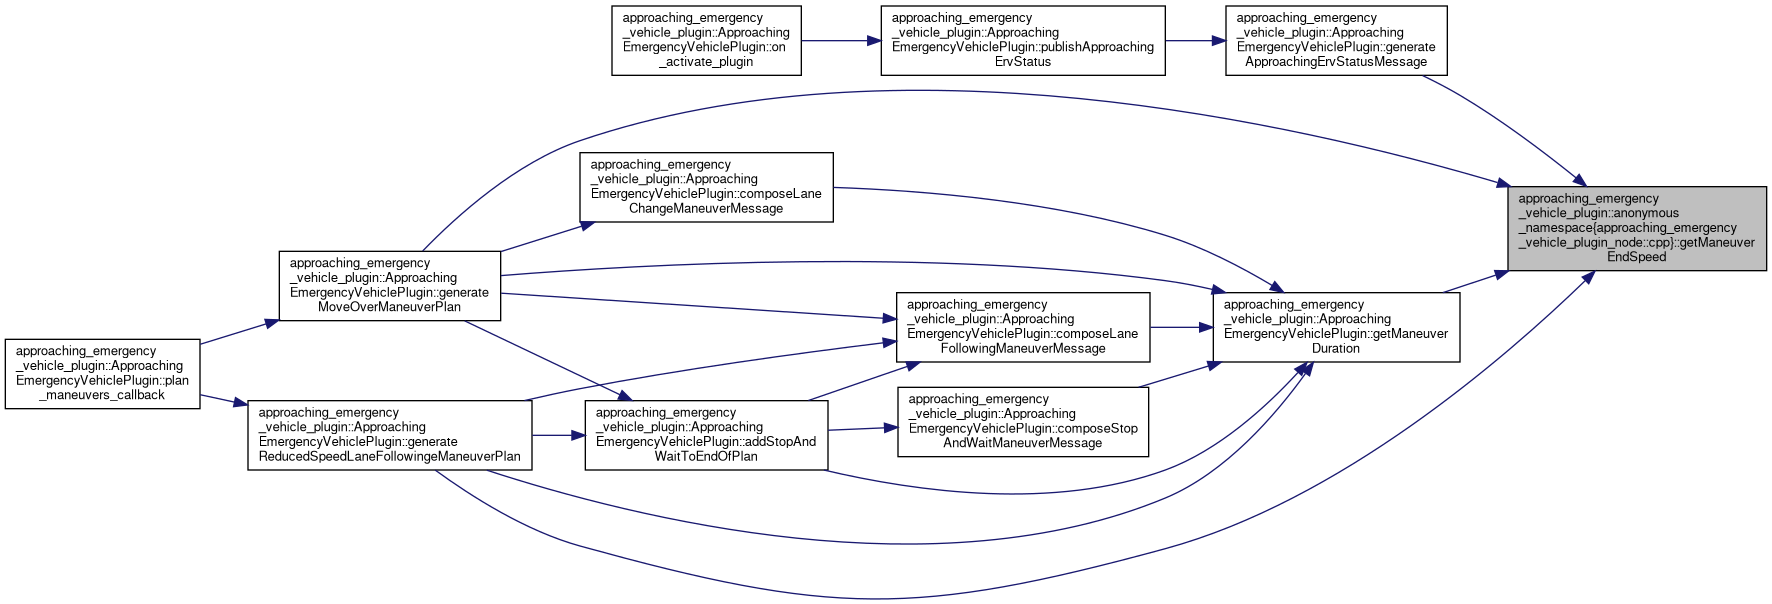 approaching_emergency
_vehicle_plugin::Approaching
EmergencyVehiclePlugin::on
_activate_plugin
approaching_emergency
_vehicle_plugin::Approaching
EmergencyVehiclePlugin::publishApproaching
ErvStatus
approaching_emergency
_vehicle_plugin::Approaching
EmergencyVehiclePlugin::generate
ApproachingErvStatusMessage
approaching_emergency
_vehicle_plugin::Approaching
EmergencyVehiclePlugin::composeLane
ChangeManeuverMessage
approaching_emergency
_vehicle_plugin::anonymous
_namespace{approaching_emergency
_vehicle_plugin_node::cpp}::getManeuver
EndSpeed
approaching_emergency
_vehicle_plugin::Approaching
EmergencyVehiclePlugin::generate
MoveOverManeuverPlan
approaching_emergency
_vehicle_plugin::Approaching
EmergencyVehiclePlugin::composeLane
FollowingManeuverMessage
approaching_emergency
_vehicle_plugin::Approaching
EmergencyVehiclePlugin::getManeuver
Duration
approaching_emergency
_vehicle_plugin::Approaching
EmergencyVehiclePlugin::plan
_maneuvers_callback
approaching_emergency
_vehicle_plugin::Approaching
EmergencyVehiclePlugin::generate
ReducedSpeedLaneFollowingeManeuverPlan
approaching_emergency
_vehicle_plugin::Approaching
EmergencyVehiclePlugin::addStopAnd
WaitToEndOfPlan
approaching_emergency
_vehicle_plugin::Approaching
EmergencyVehiclePlugin::composeStop
AndWaitManeuverMessage